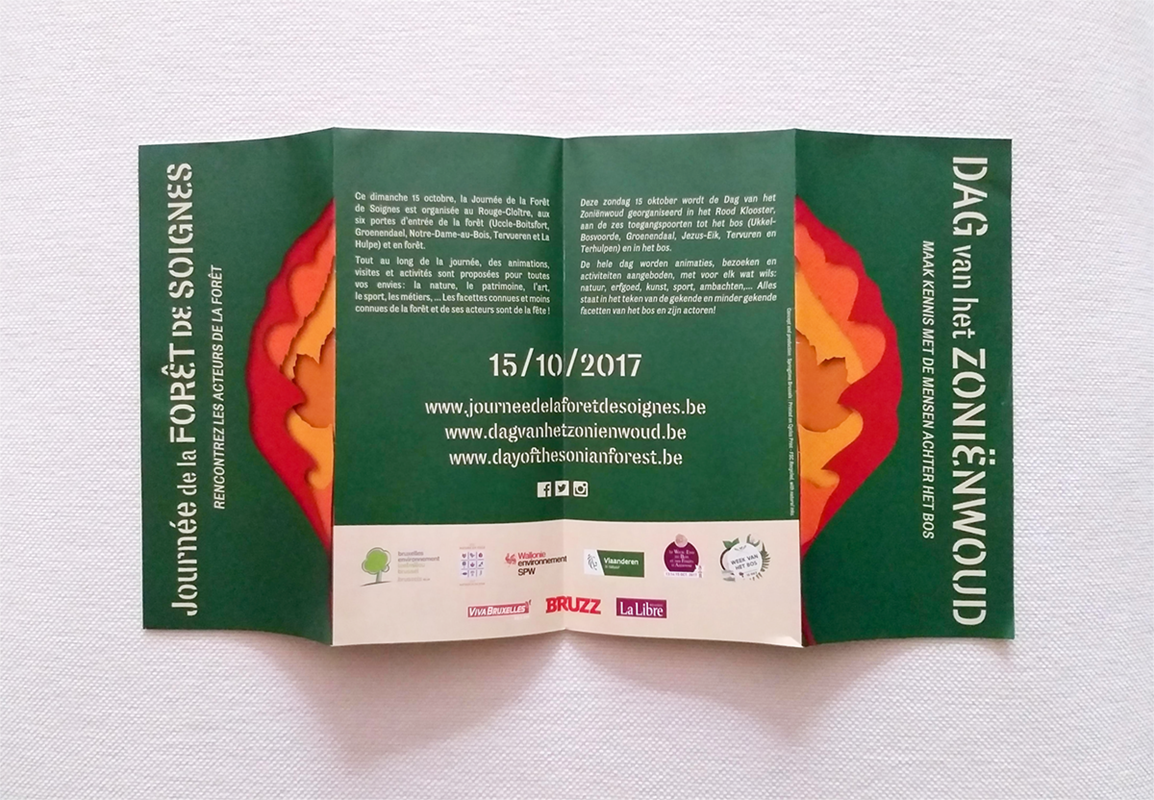 Journée de la FORÊT DE SOIGNES
RENCONTREZ LES ACTEURS DE LA FORÊT
Ce dimanche 15 octobre, la Journée de la Forêt
de Soignes est organisée au Rouge-Cloître, aux
six portes d'entrée de la forêt (Uccle-Boitsfort,
Groenendael, Notre-Dame-au-Bois, Tervueren et La
Hulpe) et en forêt.
Tout au long de la journée, des animations,
visites et activités sont proposées pour toutes
vos envies : la nature, le patrimoine, l'art,
le sport, les métiers, ... Les facettes connues et moins
connues de la forêt et de ses acteurs sont de la fête !
Deze zondag 15 oktober wordt de Dag van het
Zoniënwoud georganiseerd in het Rood Klooster,
aan de zes toegangspoorten tot het bos (Ukkel-
Bosvoorde, Groenendaal, Jezus-Eik, Tervuren en
Terhulpen) en in het bos.
De hele dag worden animaties, bezoeken en
activiteiten aangeboden, met voor elk wat wils:
natuur, erfgoed, kunst, sport, ambachten,... Alles
staat in het teken van de gekende en minder gekende
facetten van het bos en zijn actoren!
15/10/2017
www.journeedelaforetdesoignes.be
www.dagvanhetzonienwoud.be
www.dayofthesonianforest.be
bruxelles
environnement
Wallonie
environnement
SPW
Vlaanderen
WEEK VAN
HET BOS
VIVABRUXELLES
BRUZZ
La Libre
DAG van het ZONIËNWOUD
MAAK KENNIS MET DE MENSEN ACHTER HET BOS